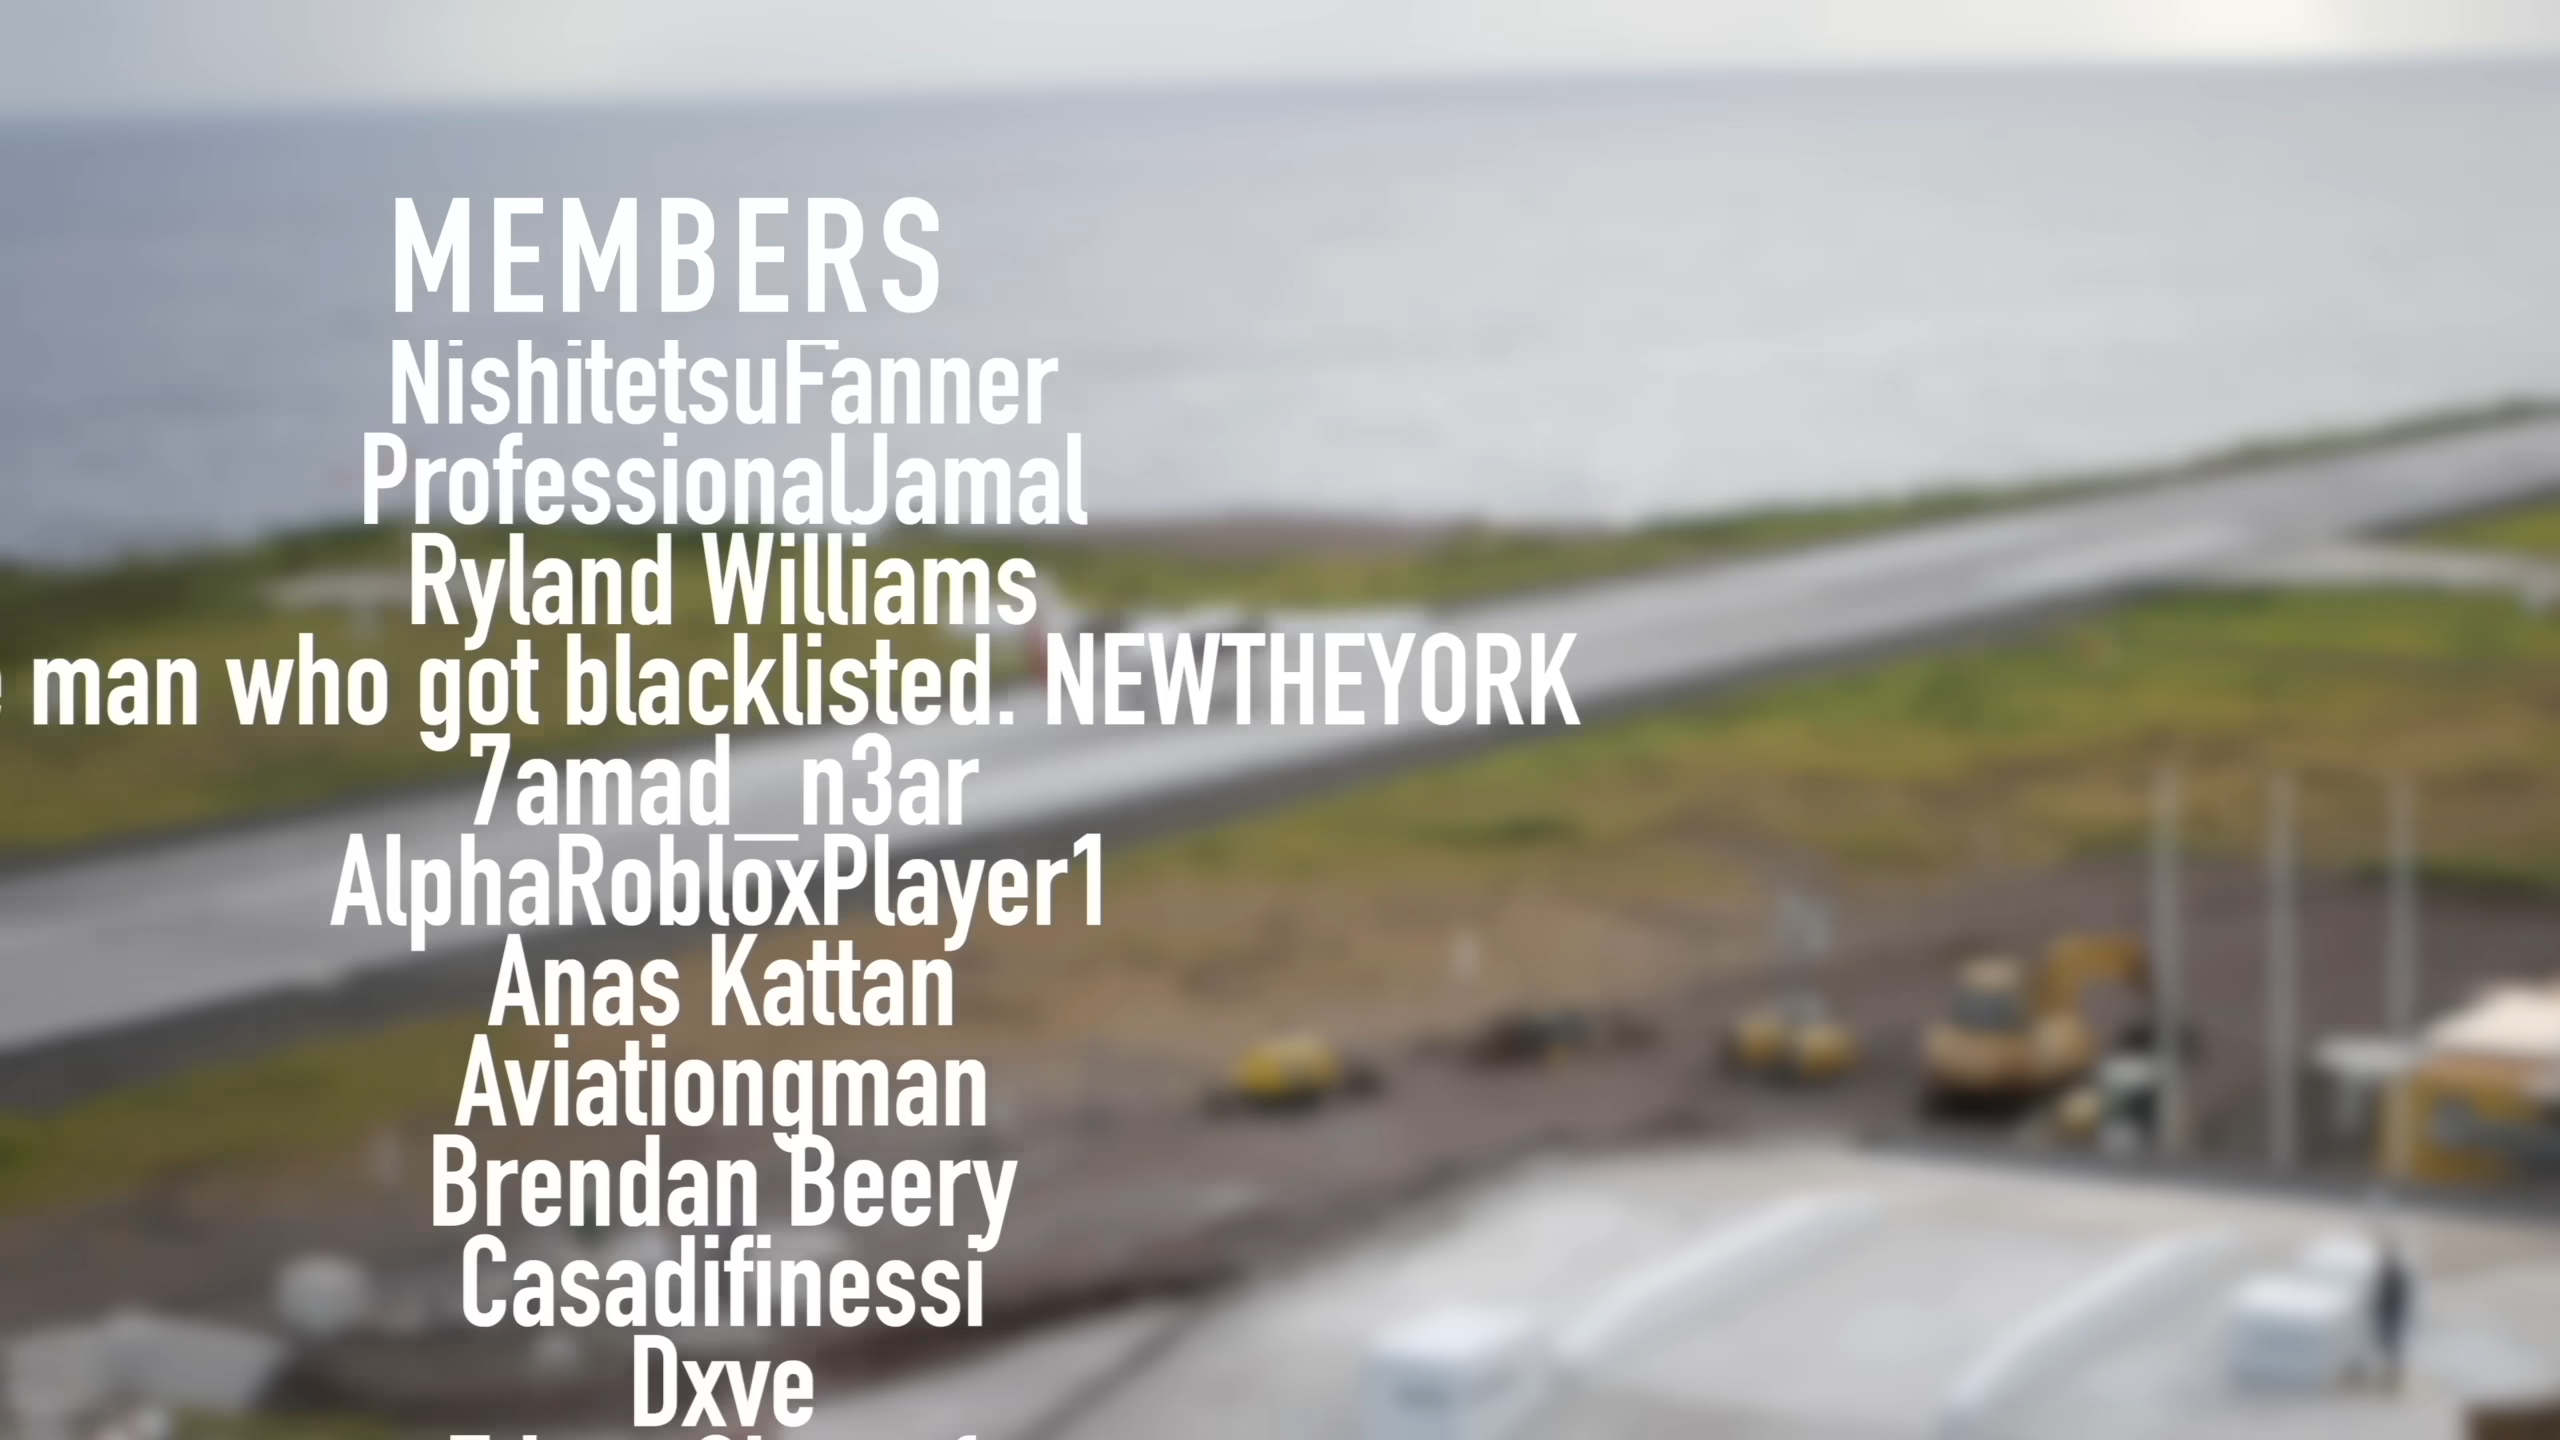 MEMBERS
NishitetsuFanner
ProfessionalJamal
Ryland Williams
man who got blacklisted. NEWTHEYORK
7amad_n3ar
AlphaRobloxPlayer1
Anas Kattan
Aviationgman
Brendan Beery
Casadifinessi
Dxve